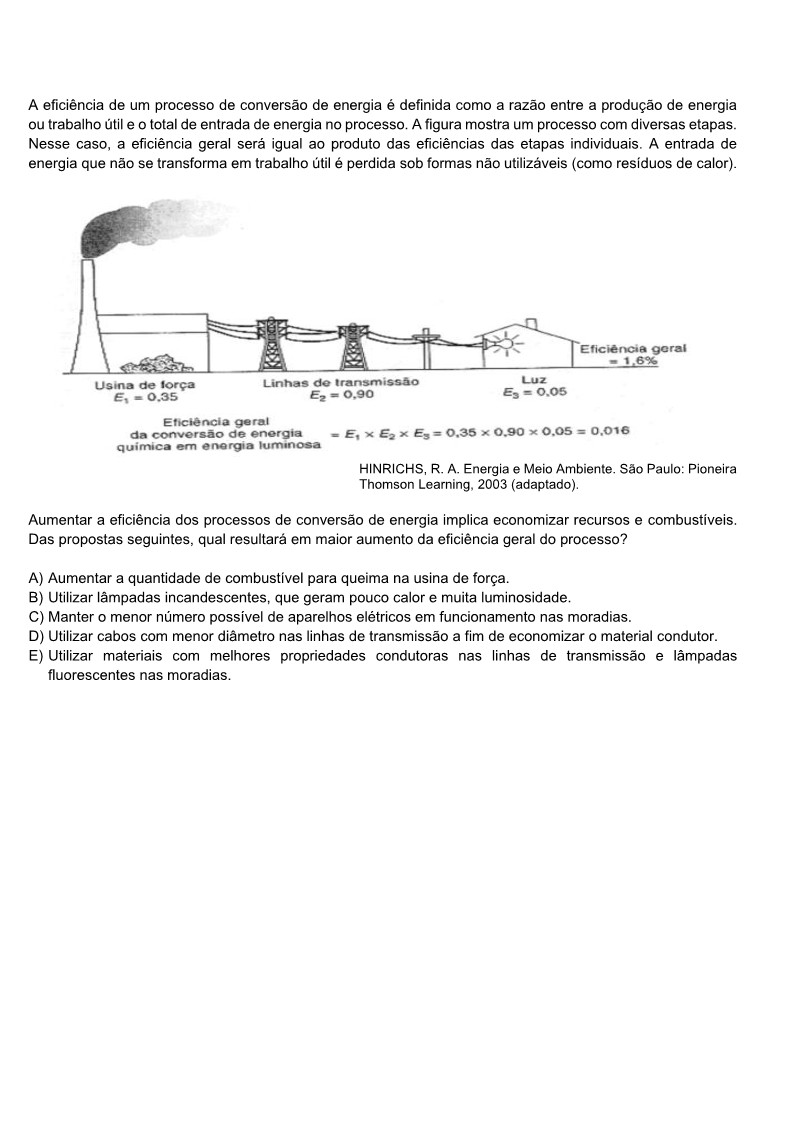 A eficiência de um processo de conversão de energia é definida como a razão entre a produção de energia
ou trabalho útil e o total de entrada de energia no processo. A figura mostra um processo com diversas etapas.
Nesse caso, a eficiência geral será igual ao produto das eficiências das etapas individuais. A entrada de
energia que não se transforma em trabalho útil é perdida sob formas não utilizáveis (como resíduos de calor).
Eficiência geral
= 1,6%
Usina de força
E₁ = 0,35
Linhas de transmissão
E₂ = 0,90
Luz
E₃ = 0,05
Eficiência geral
da conversão de energia
química em energia luminosa
= E₁ × E₂ × E₃ = 0,35 × 0,90 × 0,05 = 0,016
HINRICHS, R. A. Energia e Meio Ambiente. São Paulo: Pioneira
Thomson Learning, 2003 (adaptado).
Aumentar a eficiência dos processos de conversão de energia implica economizar recursos e combustíveis.
Das propostas seguintes, qual resultará em maior aumento da eficiência geral do processo?
A) Aumentar a quantidade de combustível para queima na usina de força.
B) Utilizar lâmpadas incandescentes, que geram pouco calor e muita luminosidade.
C) Manter o menor número possível de aparelhos elétricos em funcionamento nas moradias.
D) Utilizar cabos com menor diâmetro nas linhas de transmissão a fim de economizar o material condutor.
E) Utilizar materiais com melhores propriedades condutoras nas linhas de transmissão e lâmpadas
fluorescentes nas moradias.